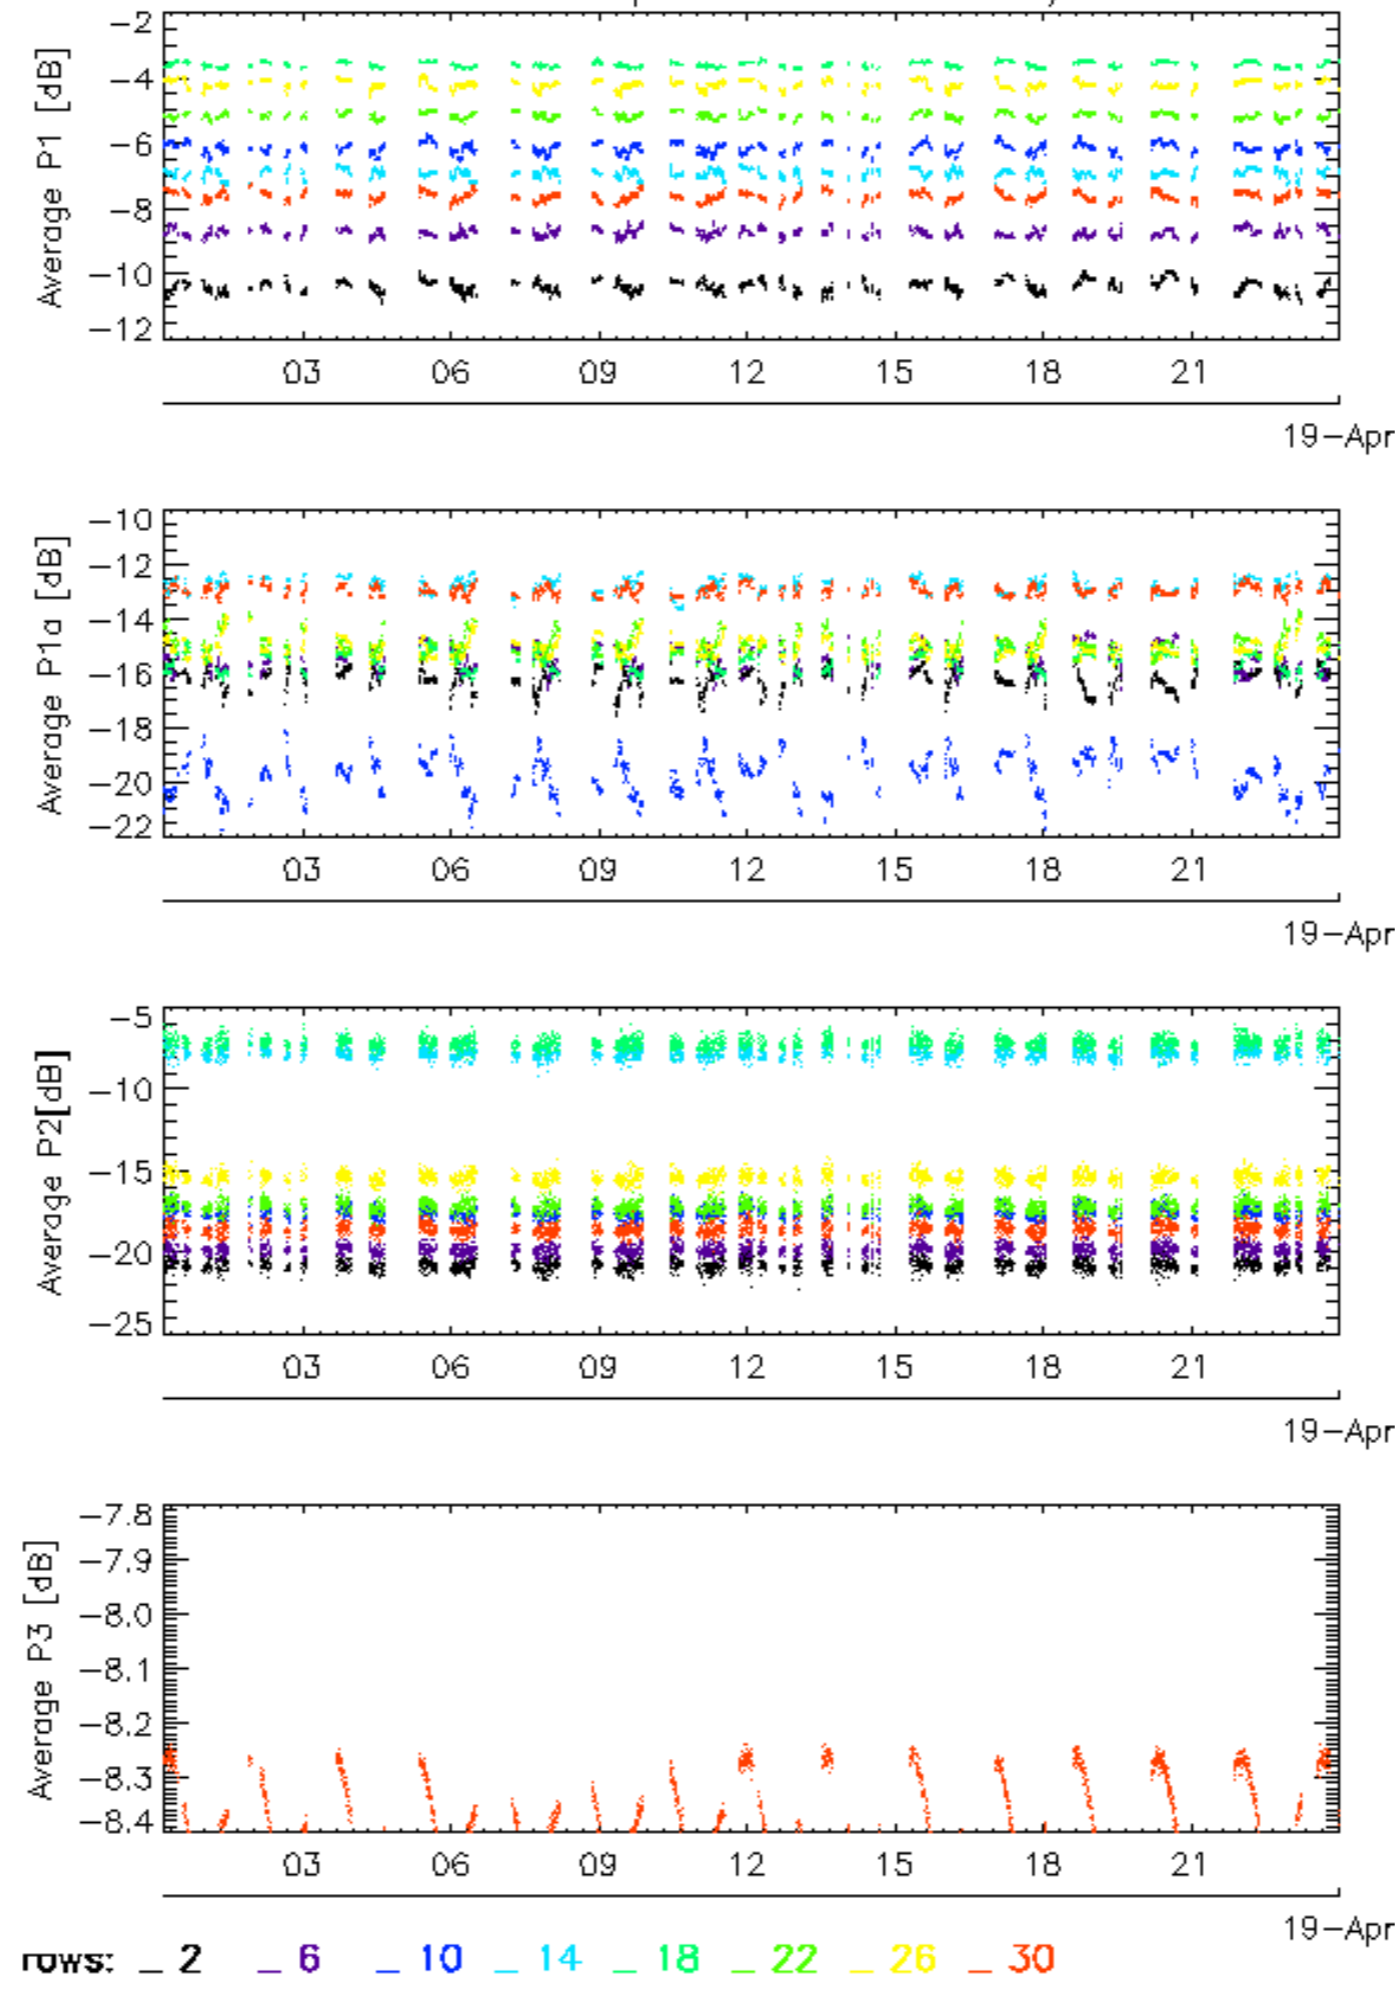 -2
-4
-6
-8
-10
-12
Average P1 [dB]
03 06 09 12 15 18 21
19-Apr
-10
-12
-14
-16
-18
-20
-22
Average P1a [dB]
03 06 09 12 15 18 21
19-Apr
-5
-10
-15
-20
-25
Average P2[dB]
03 06 09 12 15 18 21
19-Apr
-7.8
-7.9
-8.0
-8.1
-8.2
-8.3
-8.4
Average P3 [dB]
03 06 09 12 15 18 21
19-Apr
rows: _ 2 _ 6 _ 10 _ 14 _ 18 _ 22 _ 26 _ 30